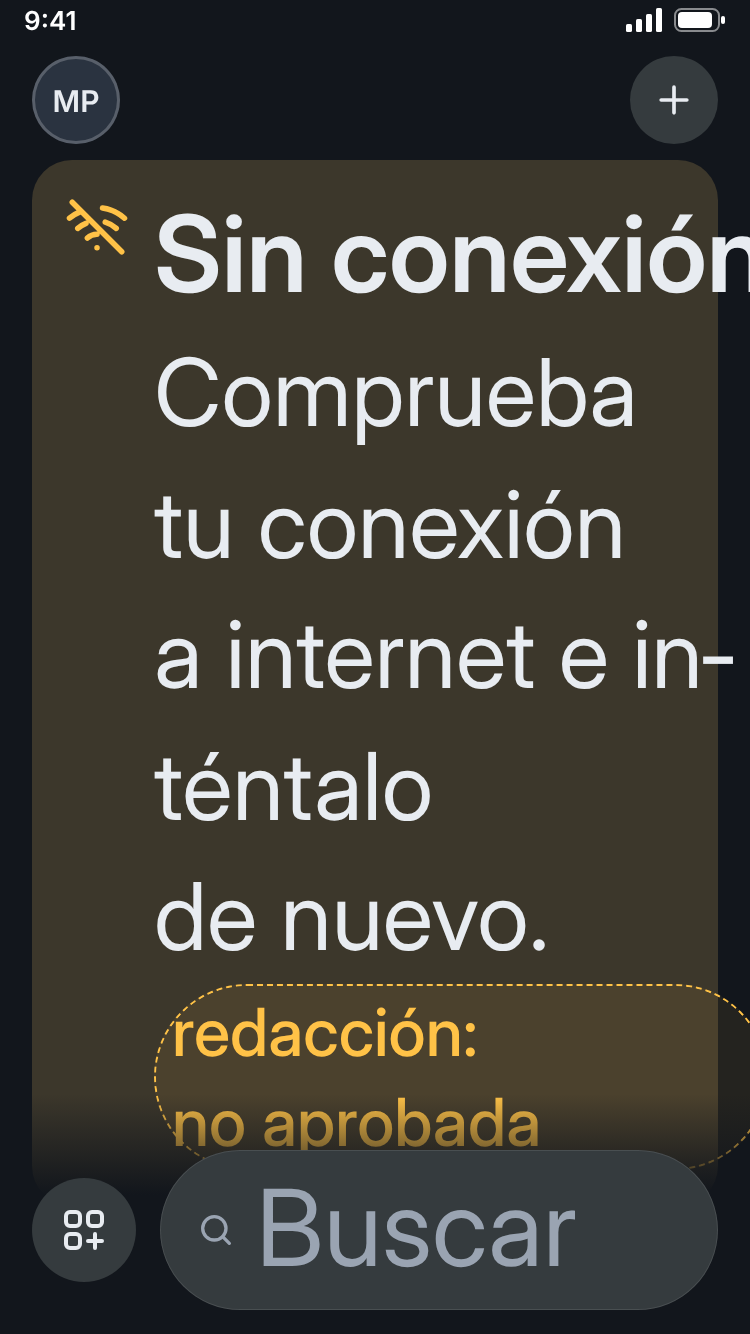 9:41
MP
Sin conexión
Comprueba
tu conexión
a internet e in-
téntalo
de nuevo.
redacción:
no aprobada
Buscar